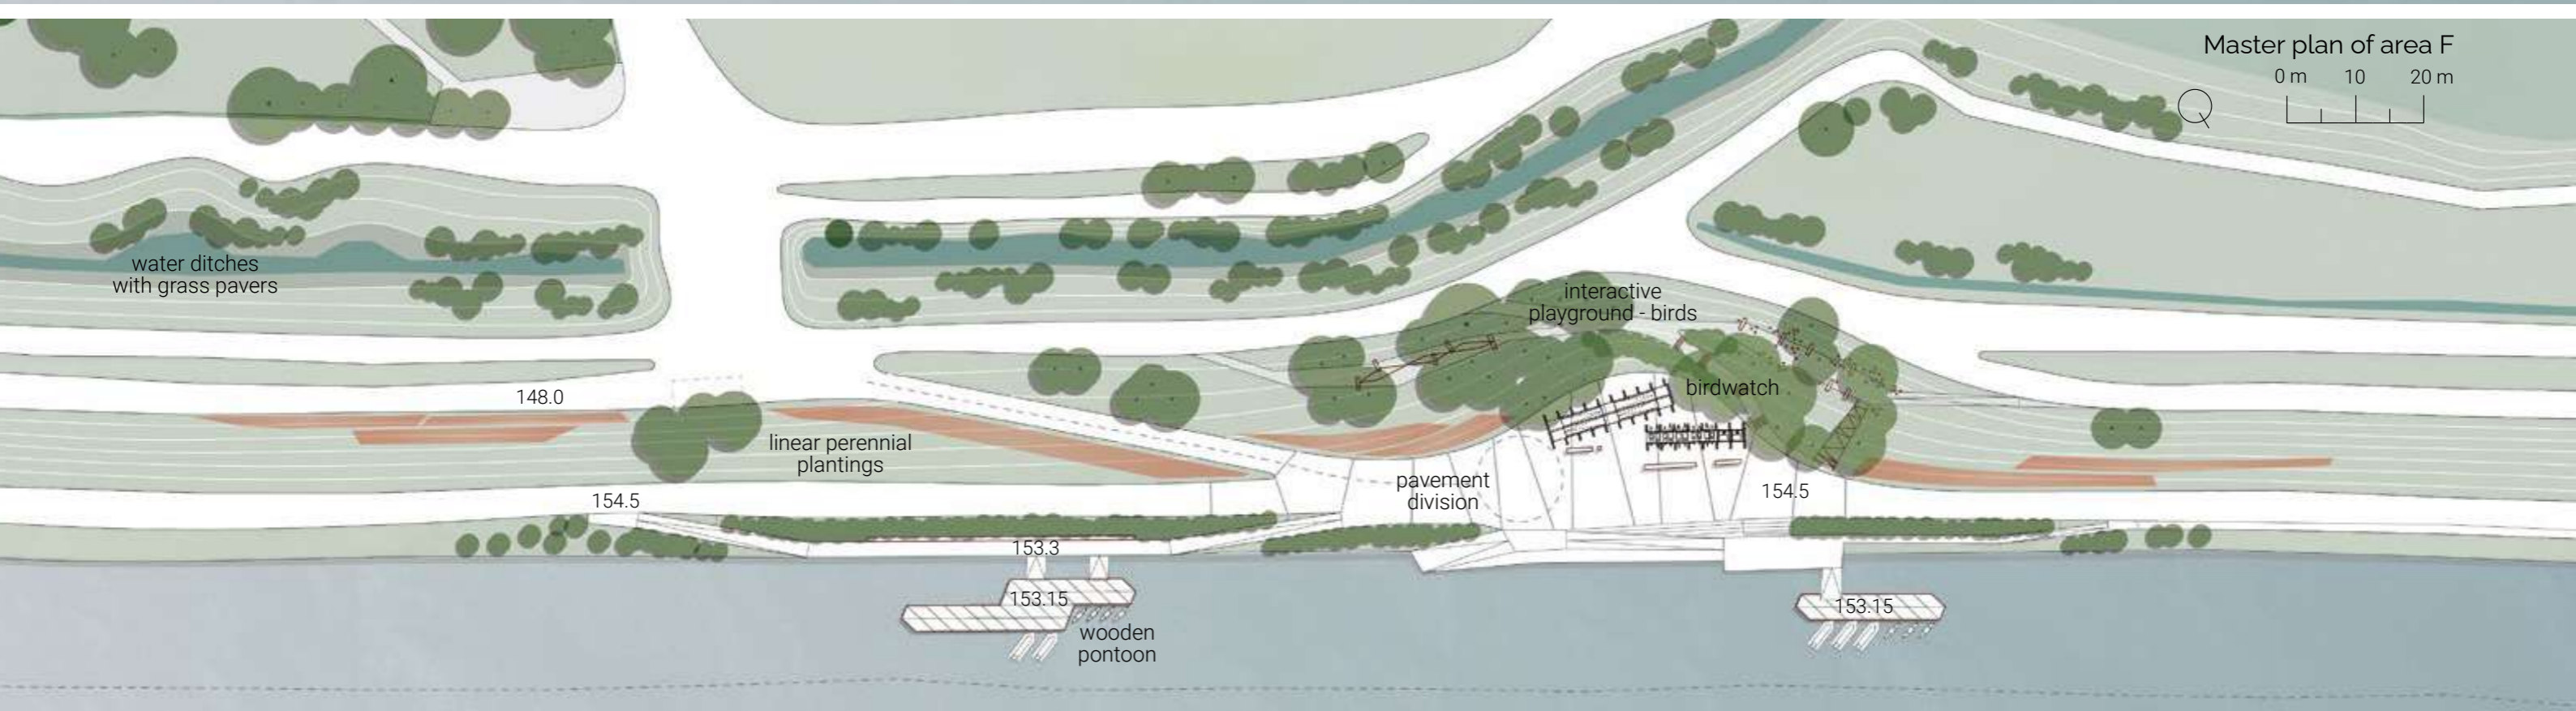 Master plan of area F
0 m 10 20 m
water ditches
with grass pavers
interactive
playground - birds
birdwatch
148.0
linear perennial
plantings
pavement
division
154.5
154.5
153.3
153.15
153.15
wooden
pontoon